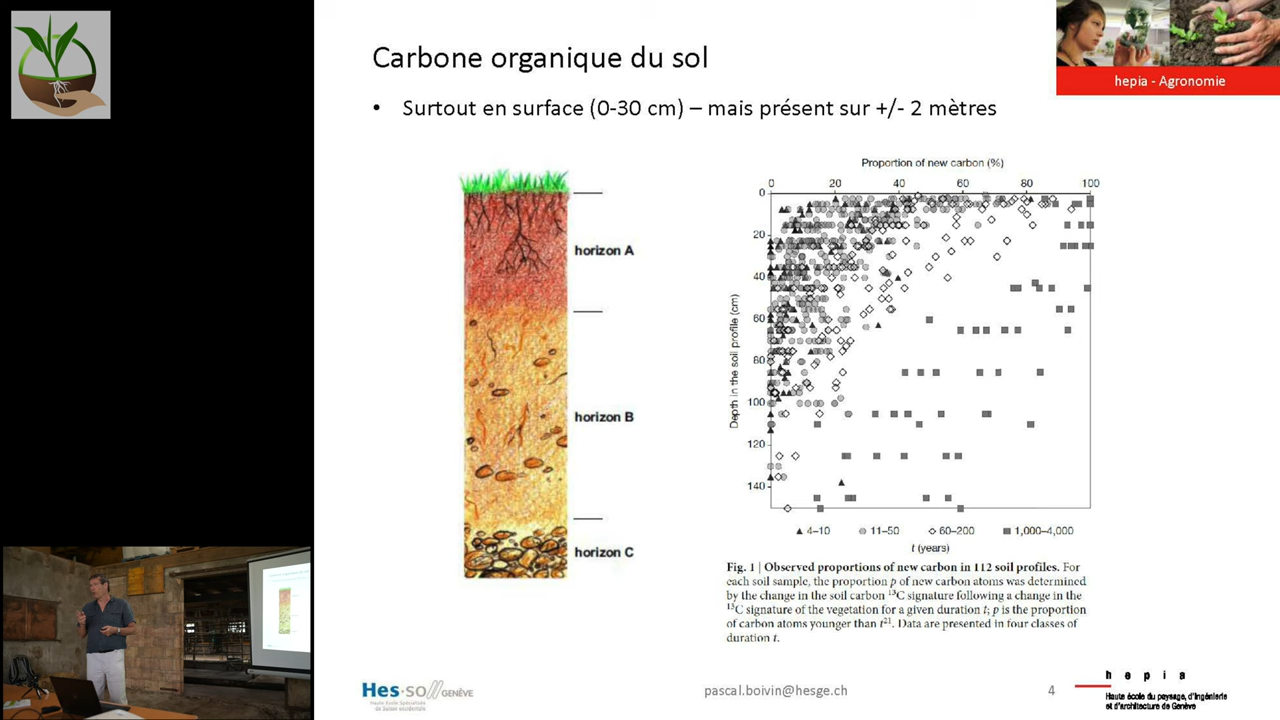 Carbone organique du sol
• Surtout en surface (0-30 cm) – mais présent sur +/- 2 mètres
hepia - Agronomie
horizon A
horizon B
horizon C
Proportion of new carbon (%)
0 20 40 60 80 100
0
20
40
60
80
100
120
140
Depth in the soil profile (cm)
▲ 4–10 ● 11–50 ◇ 60–200 ■ 1,000–4,000
t (years)
Fig. 1 | Observed proportions of new carbon in 112 soil profiles. For
each soil sample, the proportion p of new carbon atoms was determined
by the change in the soil carbon ¹³C signature following a change in the
¹³C signature of the vegetation for a given duration t; p is the proportion
of carbon atoms younger than t²¹. Data are presented in four classes of
duration t.
Hes·so// GENÈVE
Haute Ecole Spécialisée
de Suisse occidentale
pascal.boivin@hesge.ch
4
h e p i a
Haute école du paysage, d'ingénierie
et d'architecture de Genève